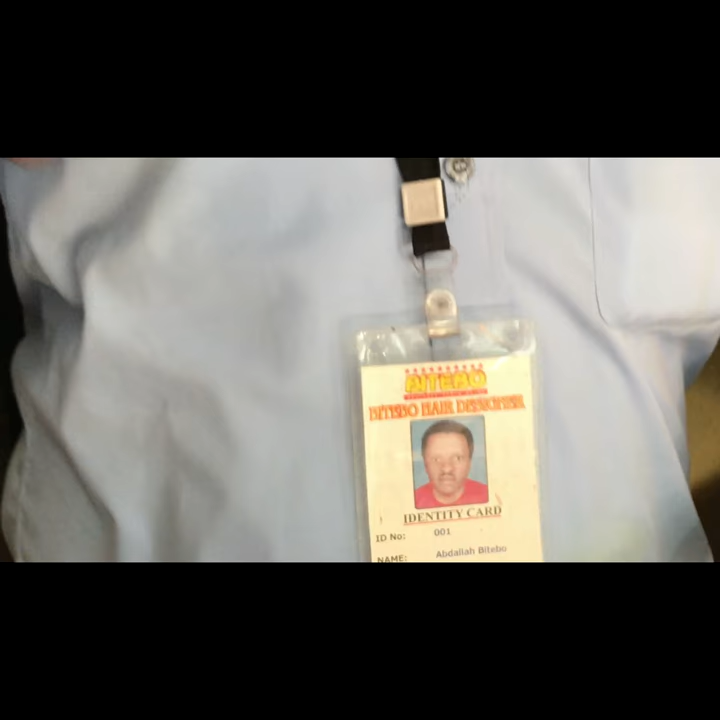 BITEBO
BITEBO HAIR DESIGNER
IDENTITY CARD
ID No: 001
NAME: Abdallah Bitebo